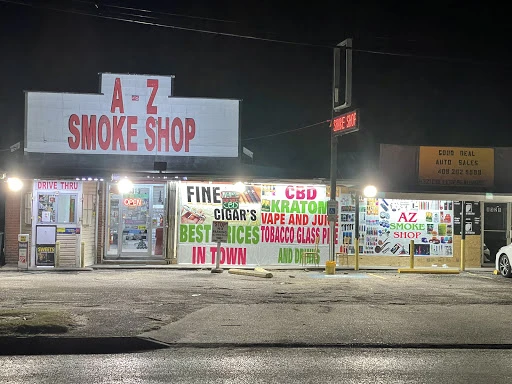 A-Z
SMOKE SHOP
SMOKE SHOP
GOOD DEAL
AUTO SALES
DRIVE THRU
OPEN
FINE
CIGAR'S
BEST PRICES
IN TOWN
CBD
KRATOM
VAPE AND JUI
TOBACCO GLASS PI
AND DRINKS
AZ
SMOKE
SHOP